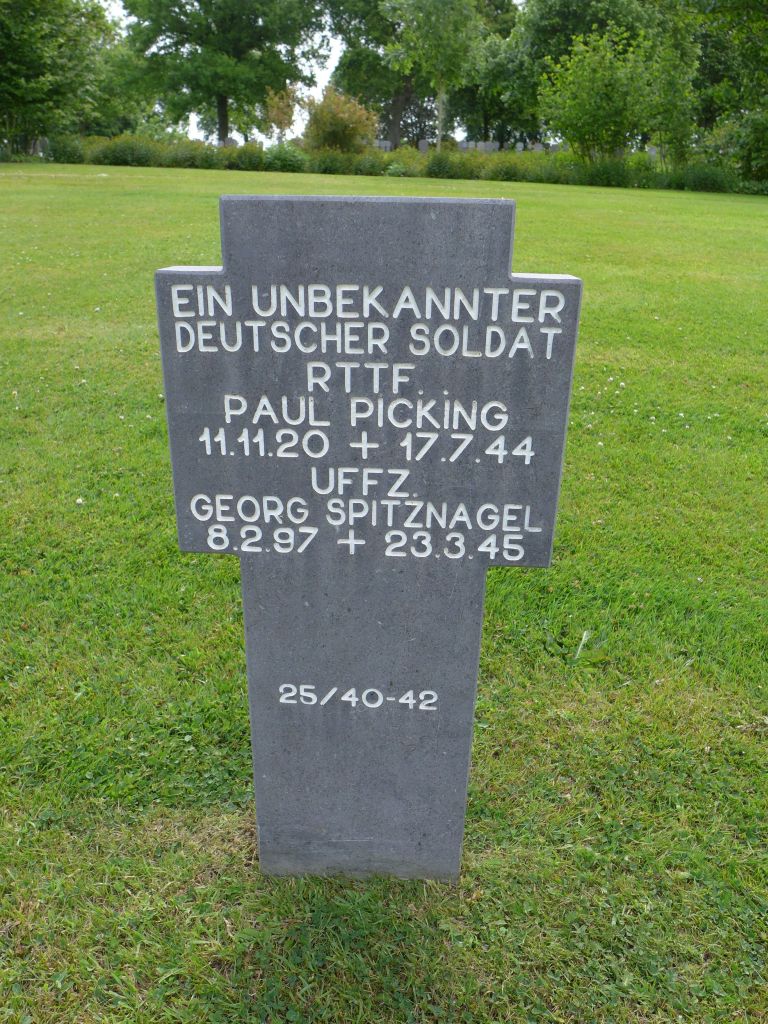 EIN UNBEKANNTER
DEUTSCHER SOLDAT
RTTF.
PAUL PICKING
11.11.20 + 17.7.44
UFFZ.
GEORG SPITZNAGEL
8.2.97 + 23.3.45
25/40-42